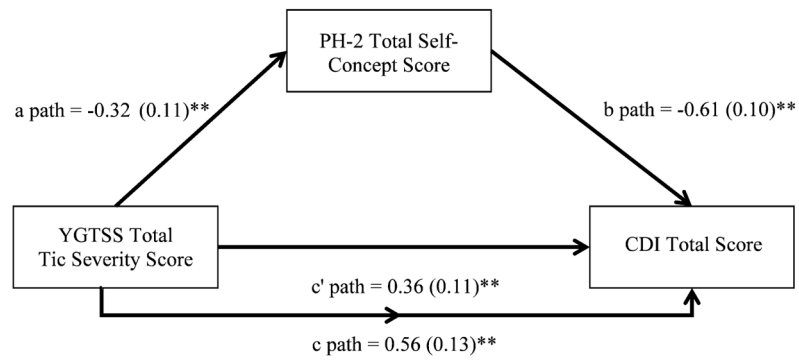 PH-2 Total Self-
Concept Score
a path = -0.32 (0.11)**
b path = -0.61 (0.10)**
YGTSS Total
Tic Severity Score
CDI Total Score
c' path = 0.36 (0.11)**
c path = 0.56 (0.13)**